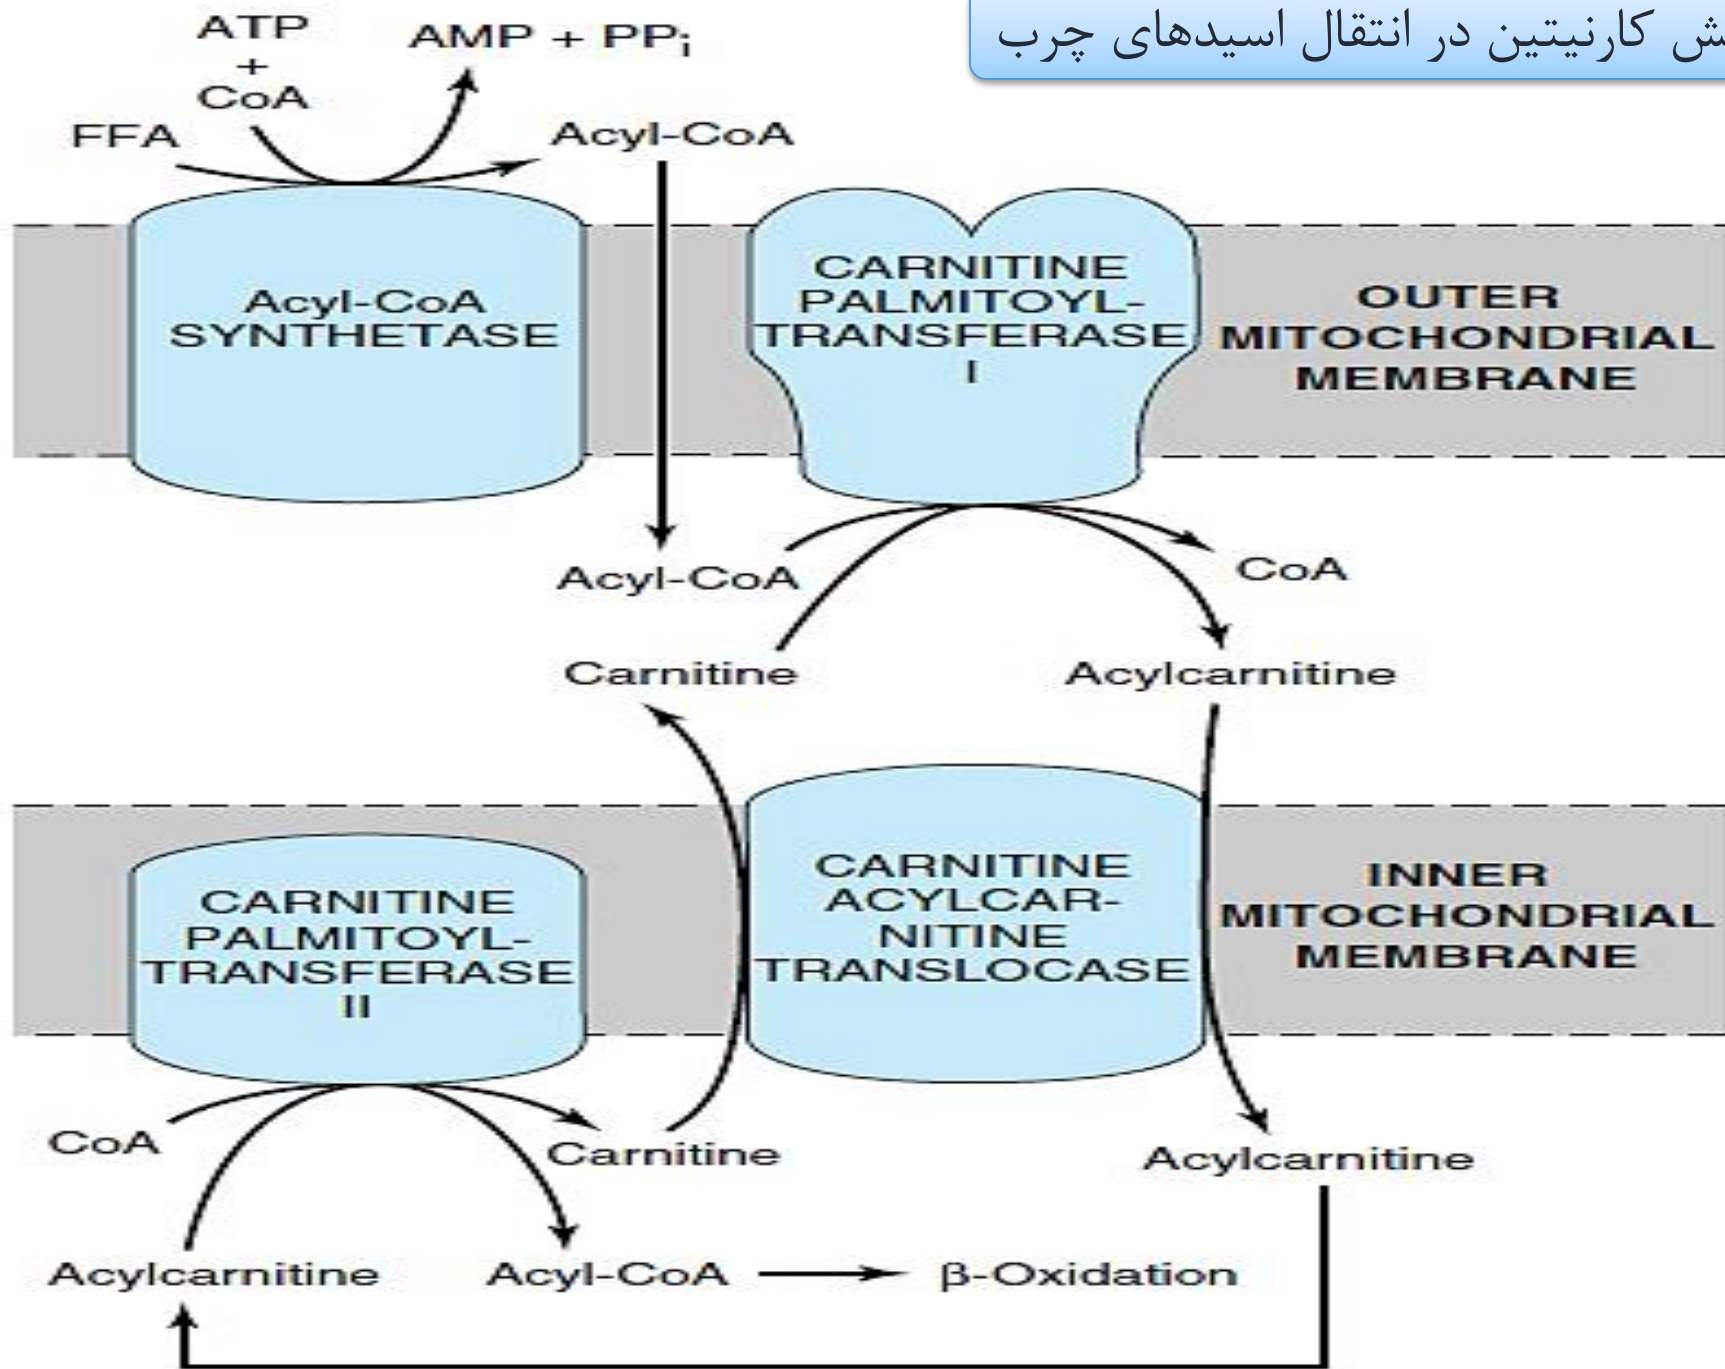 کارنیتین در انتقال اسیدهای چرب
ATP
+
CoA
AMP + PPi
FFA
Acyl-CoA
Acyl-CoA
SYNTHETASE
CARNITINE
PALMITOYL-
TRANSFERASE
I
OUTER
MITOCHONDRIAL
MEMBRANE
Acyl-CoA
CoA
Carnitine
Acylcarnitine
CARNITINE
PALMITOYL-
TRANSFERASE
II
CARNITINE
ACYLCAR-
NITINE
TRANSLOCASE
INNER
MITOCHONDRIAL
MEMBRANE
CoA
Carnitine
Acylcarnitine
Acylcarnitine
Acyl-CoA
β-Oxidation